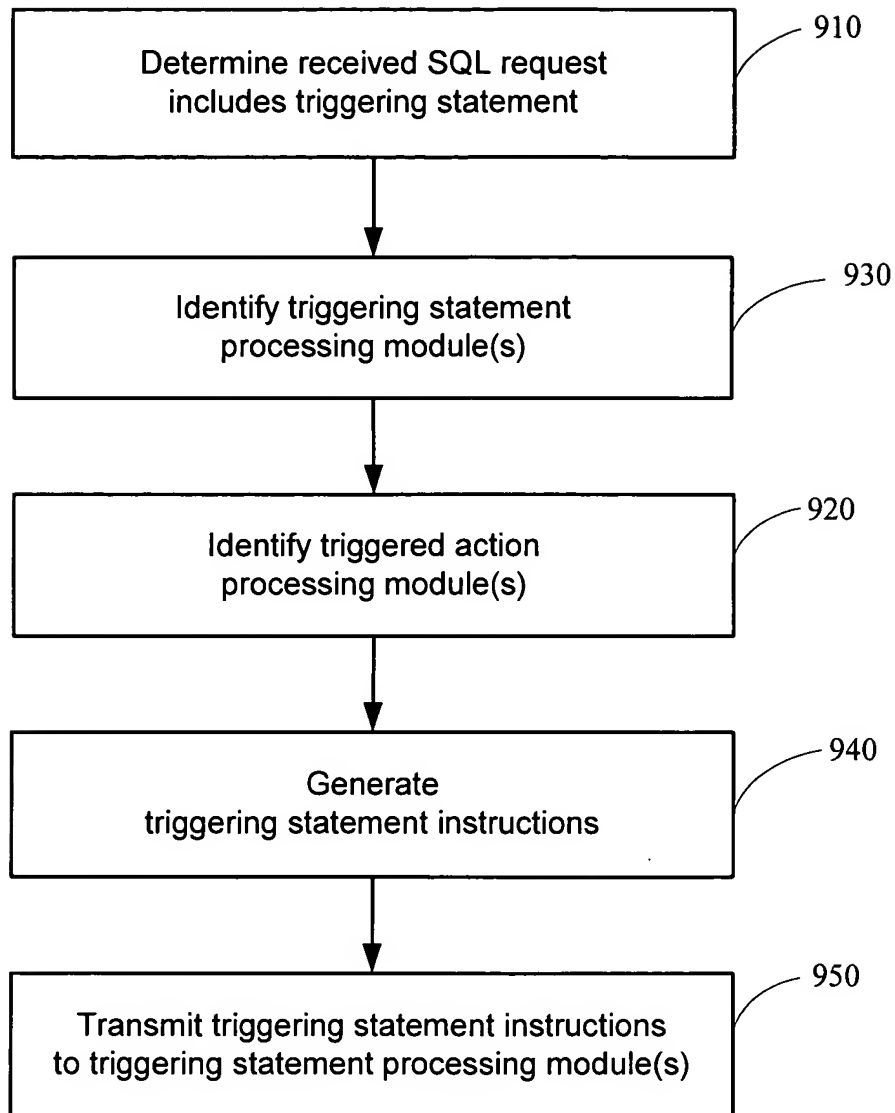 910
Determine received SQL request
includes triggering statement
930
Identify triggering statement
processing module(s)
920
Identify triggered action
processing module(s)
940
Generate
triggering statement instructions
950
Transmit triggering statement instructions
to triggering statement processing module(s)